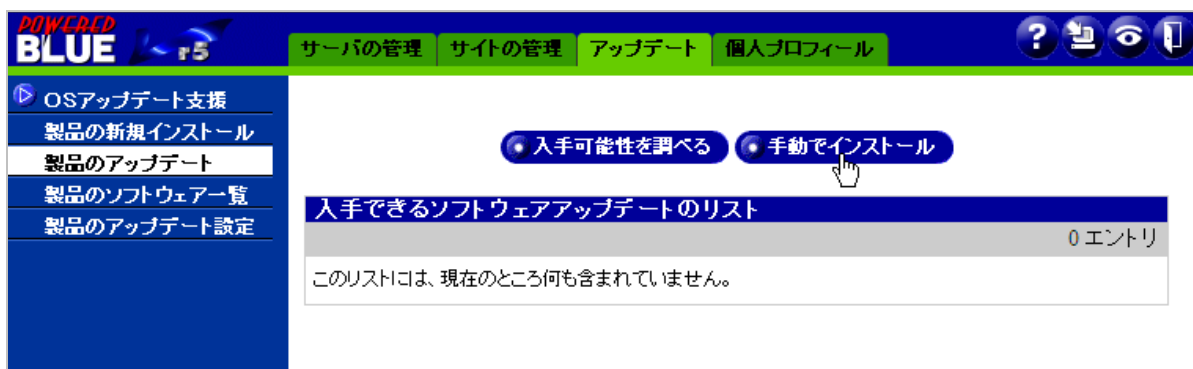 POWERED
BLUE r5
サーバの管理 サイトの管理 アップデート 個人プロフィール ?
OSアップデート支援
製品の新規インストール
製品のアップデート
製品のソフトウェア一覧
製品のアップデート設定
入手可能性を調べる 手動でインストール
入手できるソフトウェアアップデートのリスト
0 エントリ
このリストには、現在のところ何も含まれていません。